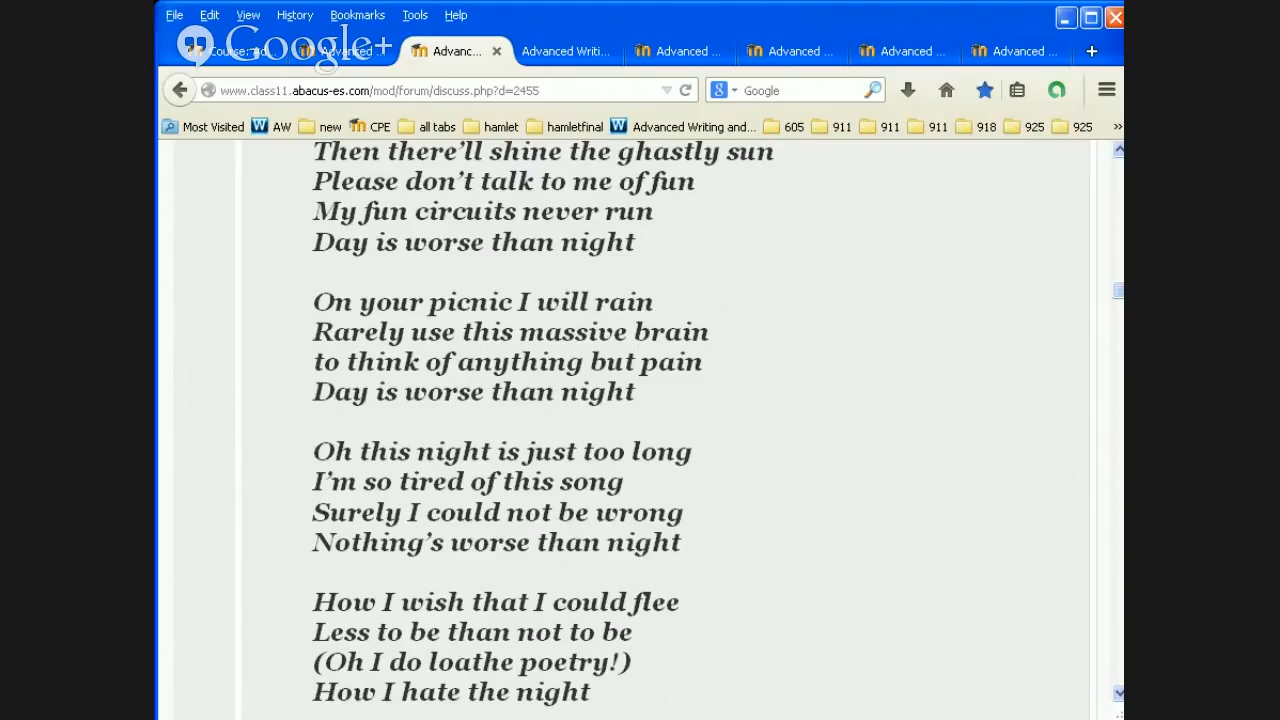 File Edit View History Bookmarks Tools Help
Google+
Course: Advanced Advanc... Advanced Writi... Advanced ... Advanced ... Advanced ... Advanced ...
www.class11.abacus-es.com/mod/forum/discuss.php?d=2455 Google
Most Visited AW new CPE all tabs hamlet hamletfinal Advanced Writing and... 605 911 911 911 918 925 925
Then there'll shine the ghastly sun
Please don't talk to me of fun
My fun circuits never run
Day is worse than night
On your picnic I will rain
Rarely use this massive brain
to think of anything but pain
Day is worse than night
Oh this night is just too long
I'm so tired of this song
Surely I could not be wrong
Nothing's worse than night
How I wish that I could flee
Less to be than not to be
(Oh I do loathe poetry!)
How I hate the night